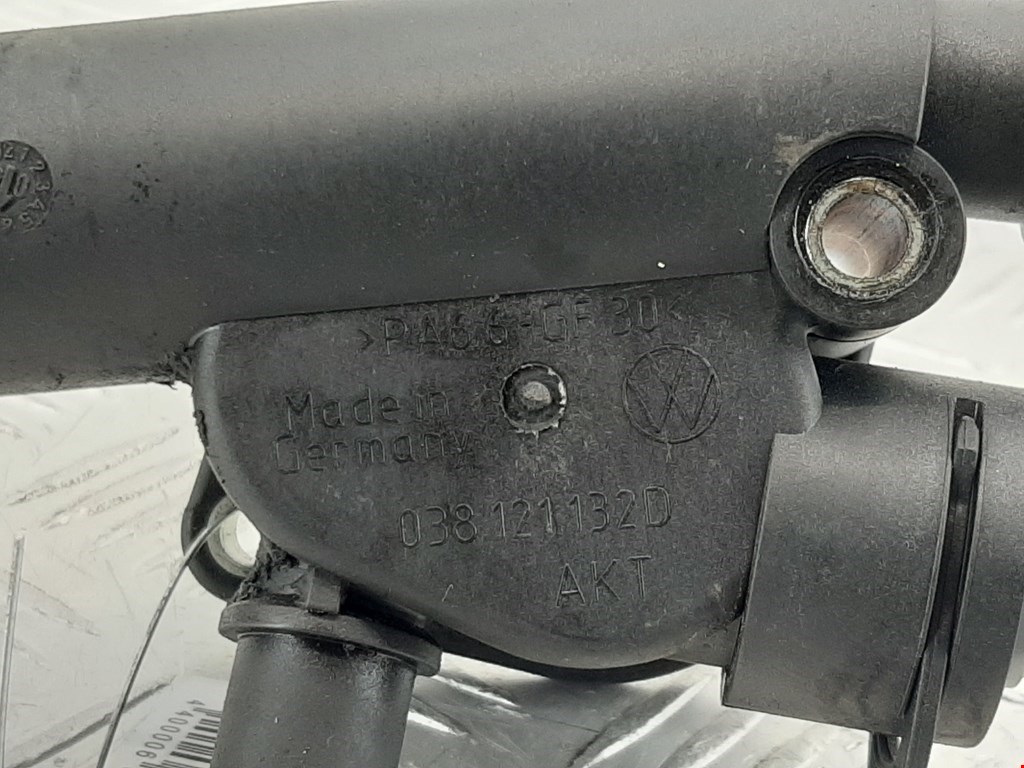 >PA6.6-GF30<
Made in
Germany
038 121 132D
AKT